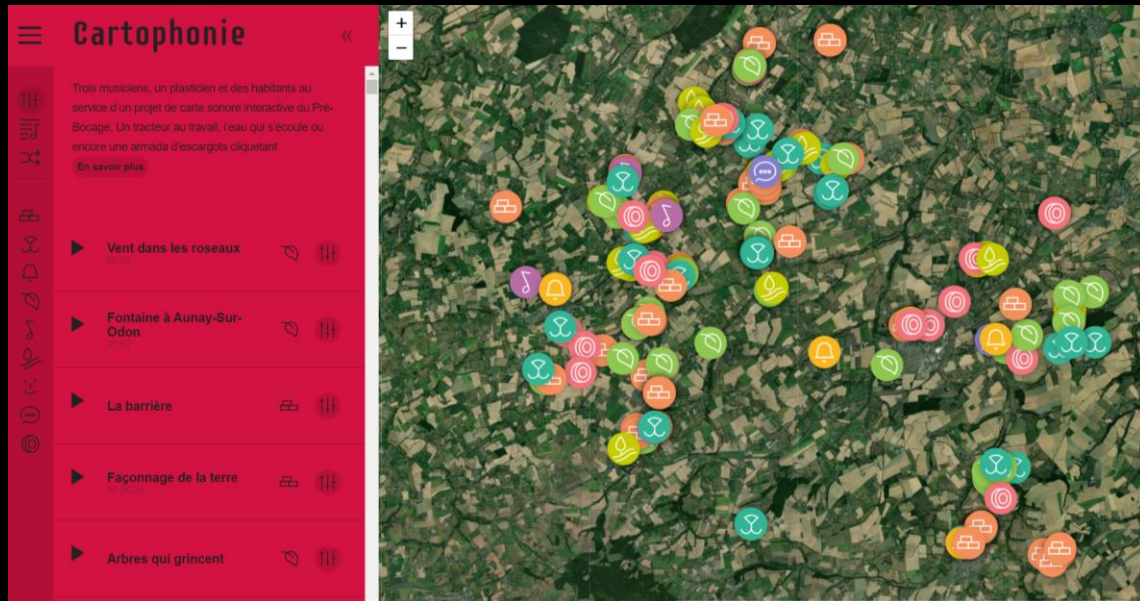 Cartophonie
«
+
−
Trois musiciens, un plasticien et des habitants au
service d'un projet de carte sonore interactive du Pré-
Bocage. Un tracteur au travail, l'eau qui s'écoule ou
encore une armada d'escargots cliquetant
En savoir plus
Vent dans les roseaux
Fontaine à Aunay-Sur-
Odon
La barrière
Façonnage de la terre
Arbres qui grincent